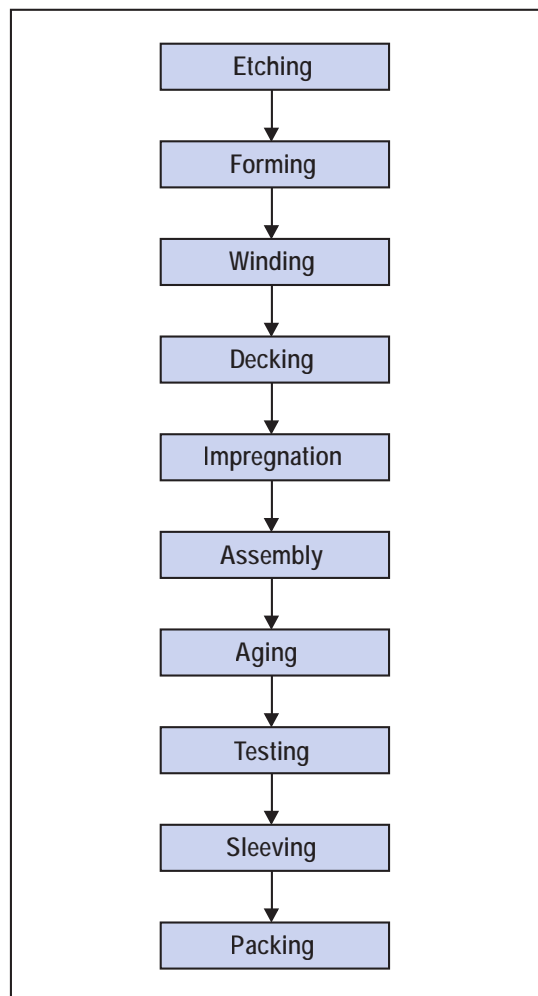 Etching
Forming
Winding
Decking
Impregnation
Assembly
Aging
Testing
Sleeving
Packing